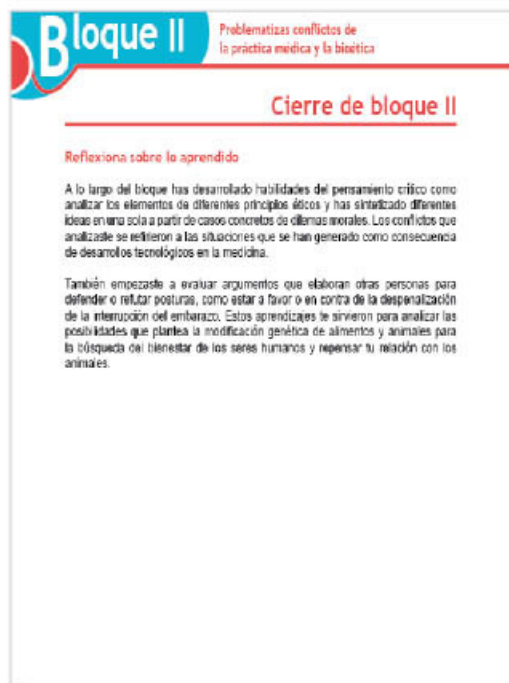 Bloque II
Problematizas conflictos de
la práctica médica y la bioética
Cierre de bloque II
Reflexiona sobre lo aprendido
A lo largo del bloque has desarrollado habilidades del pensamiento crítico como
analizar los elementos de diferentes principios éticos y has sintetizado diferentes
ideas en una sola a partir de casos concretos de dilemas morales. Los conflictos que
analizaste se refirieron a las situaciones que se han generado como consecuencia
de desarrollos tecnológicos en la medicina.
También empezaste a evaluar argumentos que elaboran otras personas para
defender o refutar posturas, como estar a favor o en contra de la despenalización
de la interrupción del embarazo. Estos aprendizajes te sirvieron para analizar las
posibilidades que plantea la modificación genética de alimentos y animales para
la búsqueda del bienestar de los seres humanos y repensar tu relación con los
animales.